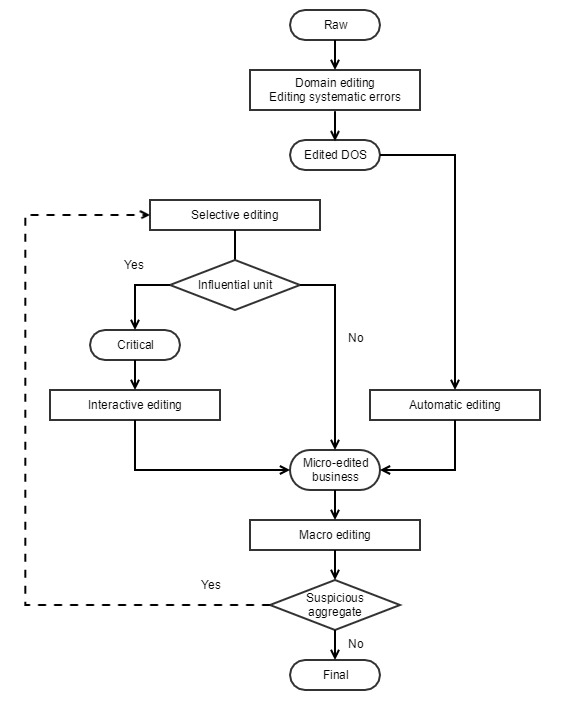 Raw
Domain editing
Editing systematic errors
Edited DOS
Selective editing
Yes
Influential unit
No
Critical
Interactive editing
Automatic editing
Micro-edited
business
Macro editing
Yes
Suspicious
aggregate
No
Final